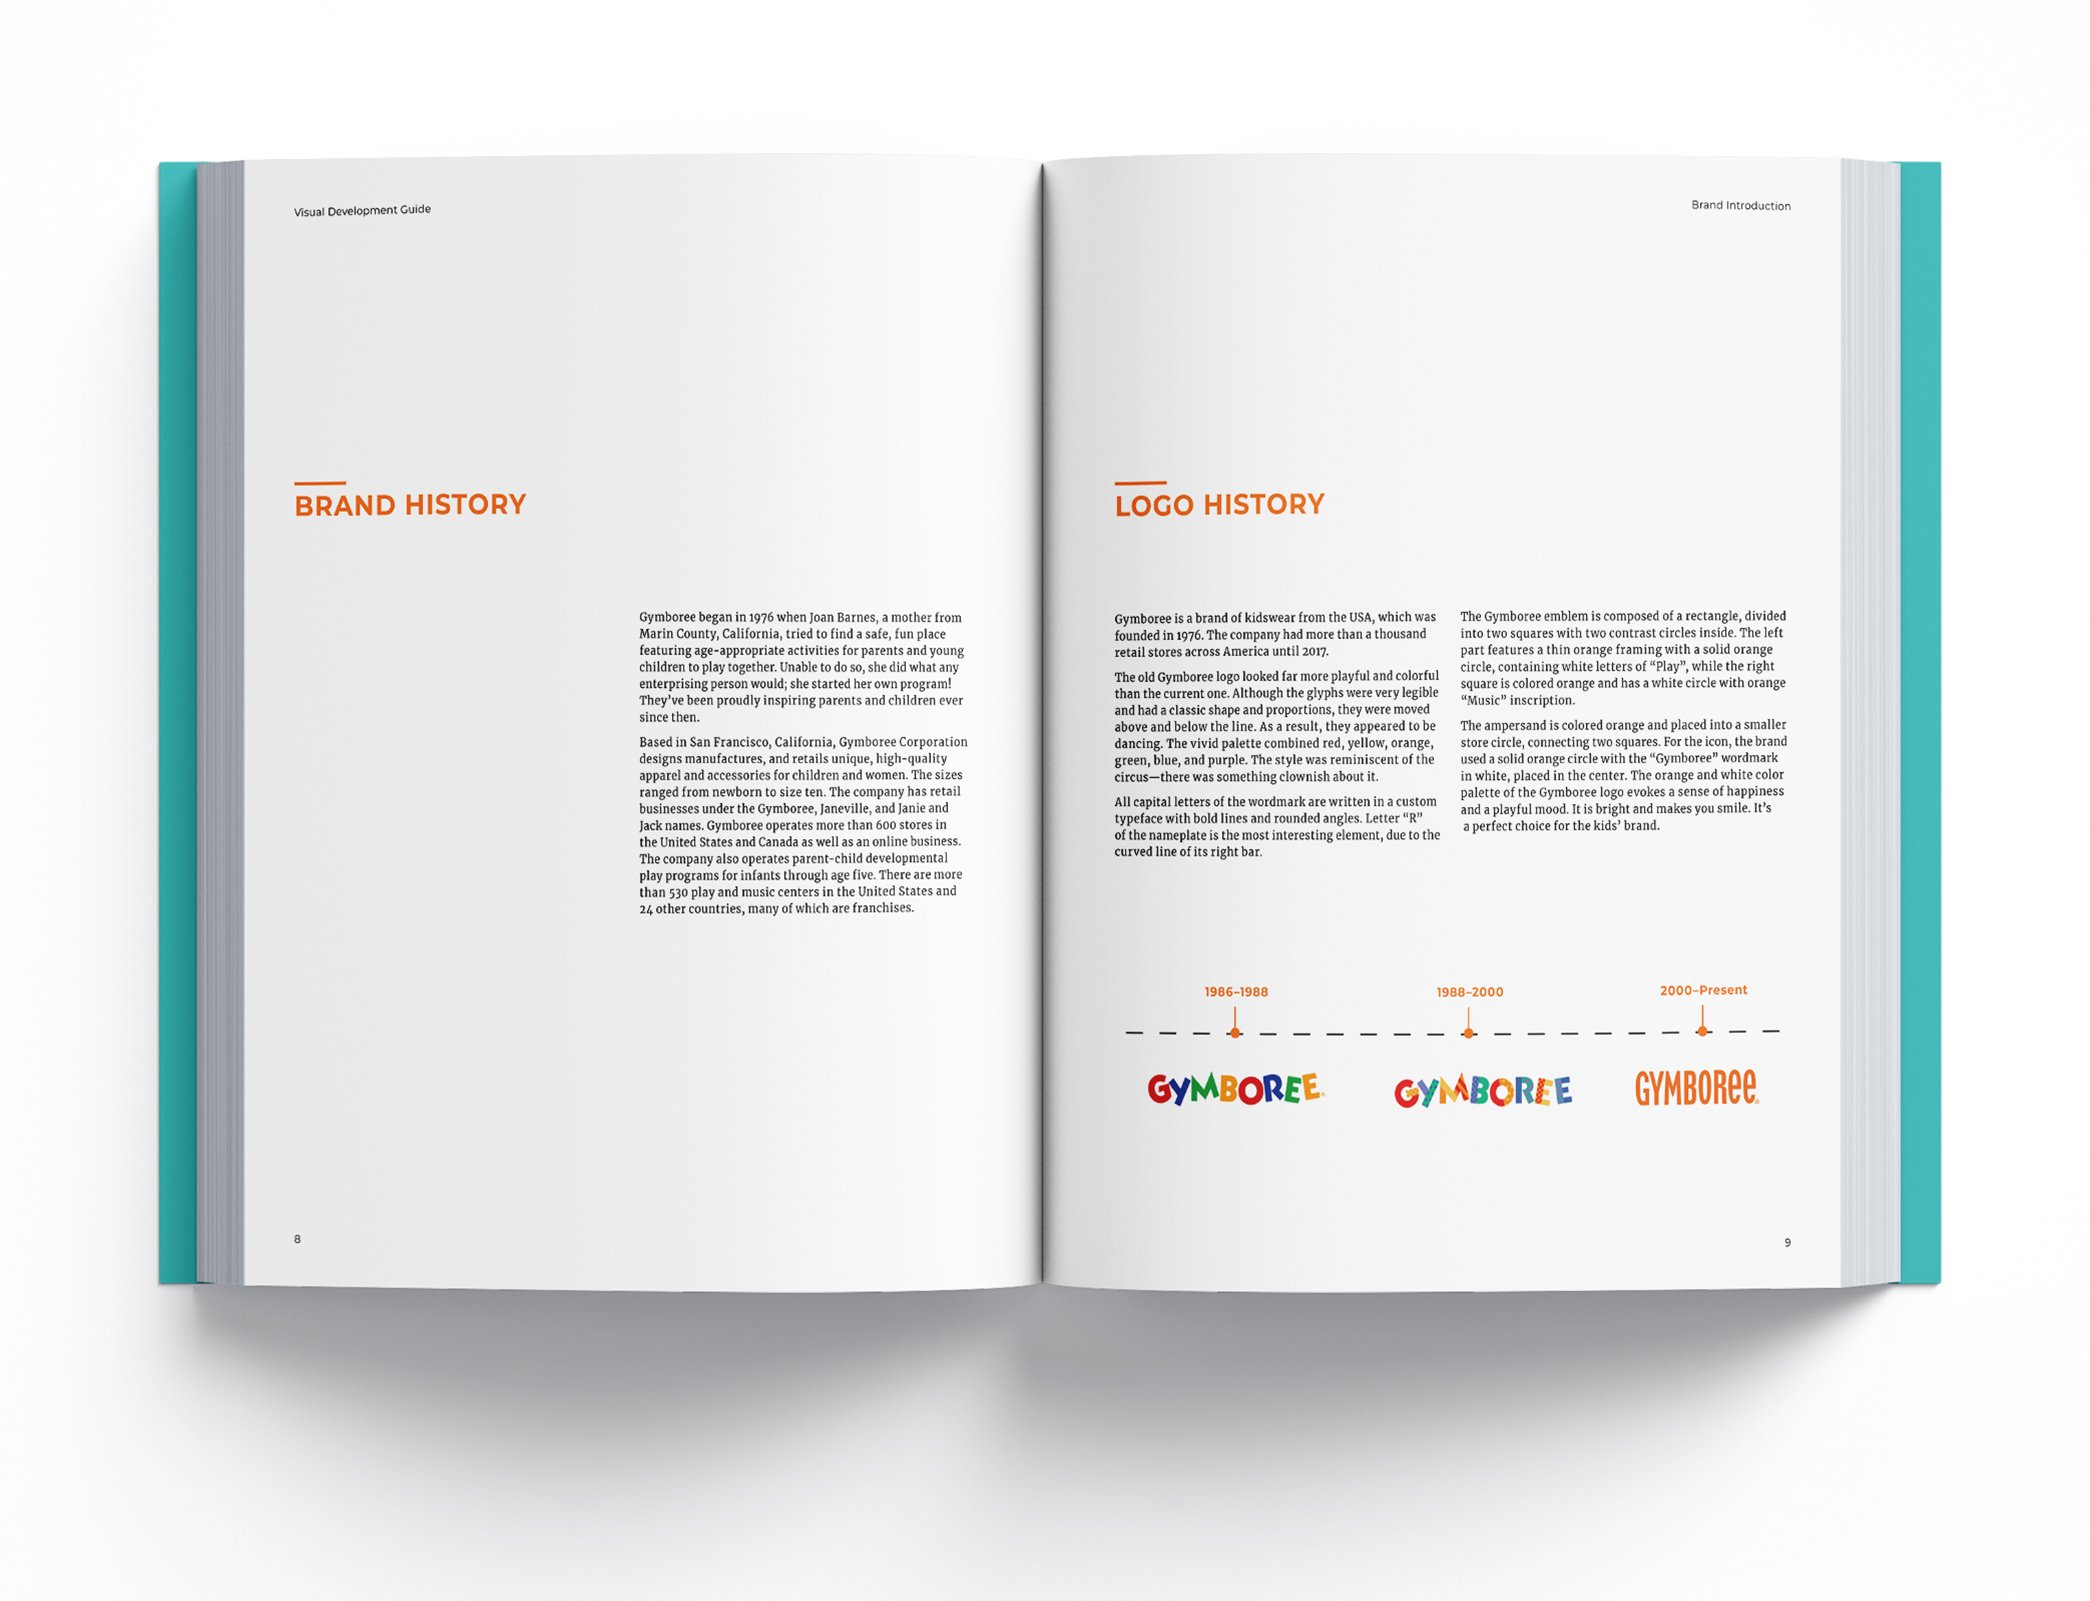 Visual Development Guide
BRAND HISTORY
Gymboree began in 1976 when Joan Barnes, a mother from
Marin County, California, tried to find a safe, fun place
featuring age-appropriate activities for parents and young
children to play together. Unable to do so, she did what any
enterprising person would; she started her own program!
They've been proudly inspiring parents and children ever
since then.
Based in San Francisco, California, Gymboree Corporation
designs manufactures, and retails unique, high-quality
apparel and accessories for children and women. The sizes
ranged from newborn to size ten. The company has retail
businesses under the Gymboree, Janeville, and Janie and
Jack names. Gymboree operates more than 600 stores in
the United States and Canada as well as an online business.
The company also operates parent-child developmental
play programs for infants through age five. There are more
than 530 play and music centers in the United States and
24 other countries, many of which are franchises.
8
Brand Introduction
LOGO HISTORY
Gymboree is a brand of kidswear from the USA, which was
founded in 1976. The company had more than a thousand
retail stores across America until 2017.
The old Gymboree logo looked far more playful and colorful
than the current one. Although the glyphs were very legible
and had a classic shape and proportions, they were moved
above and below the line. As a result, they appeared to be
dancing. The vivid palette combined red, yellow, orange,
green, blue, and purple. The style was reminiscent of the
circus—there was something clownish about it.
All capital letters of the wordmark are written in a custom
typeface with bold lines and rounded angles. Letter “R”
of the nameplate is the most interesting element, due to the
curved line of its right bar.
The Gymboree emblem is composed of a rectangle, divided
into two squares with two contrast circles inside. The left
part features a thin orange framing with a solid orange
circle, containing white letters of “Play”, while the right
square is colored orange and has a white circle with orange
“Music” inscription.
The ampersand is colored orange and placed into a smaller
store circle, connecting two squares. For the icon, the brand
used a solid orange circle with the “Gymboree” wordmark
in white, placed in the center. The orange and white color
palette of the Gymboree logo evokes a sense of happiness
and a playful mood. It is bright and makes you smile. It's
a perfect choice for the kids' brand.
1986–1988
1988–2000
2000–Present
GYMBOREE
GYMBOREE
GYMBORee®
9